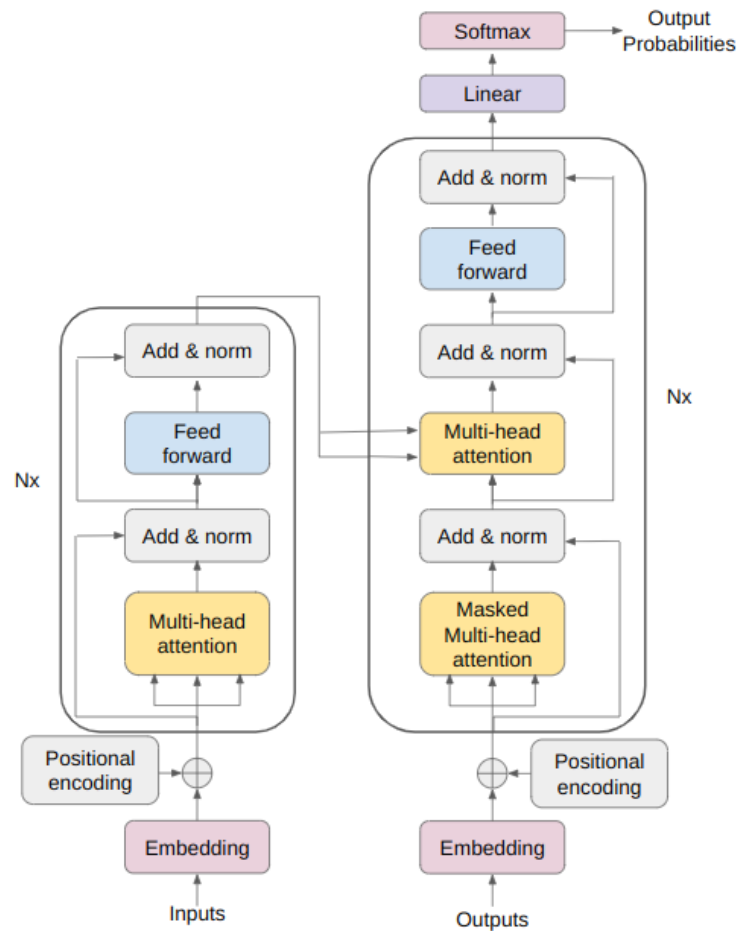 Output
Probabilities
Softmax
Linear
Add & norm
Feed
forward
Add & norm
Multi-head
attention
Nx
Add & norm
Masked
Multi-head
attention
Positional
encoding
Embedding
Outputs
Add & norm
Feed
forward
Nx
Add & norm
Multi-head
attention
Positional
encoding
Embedding
Inputs